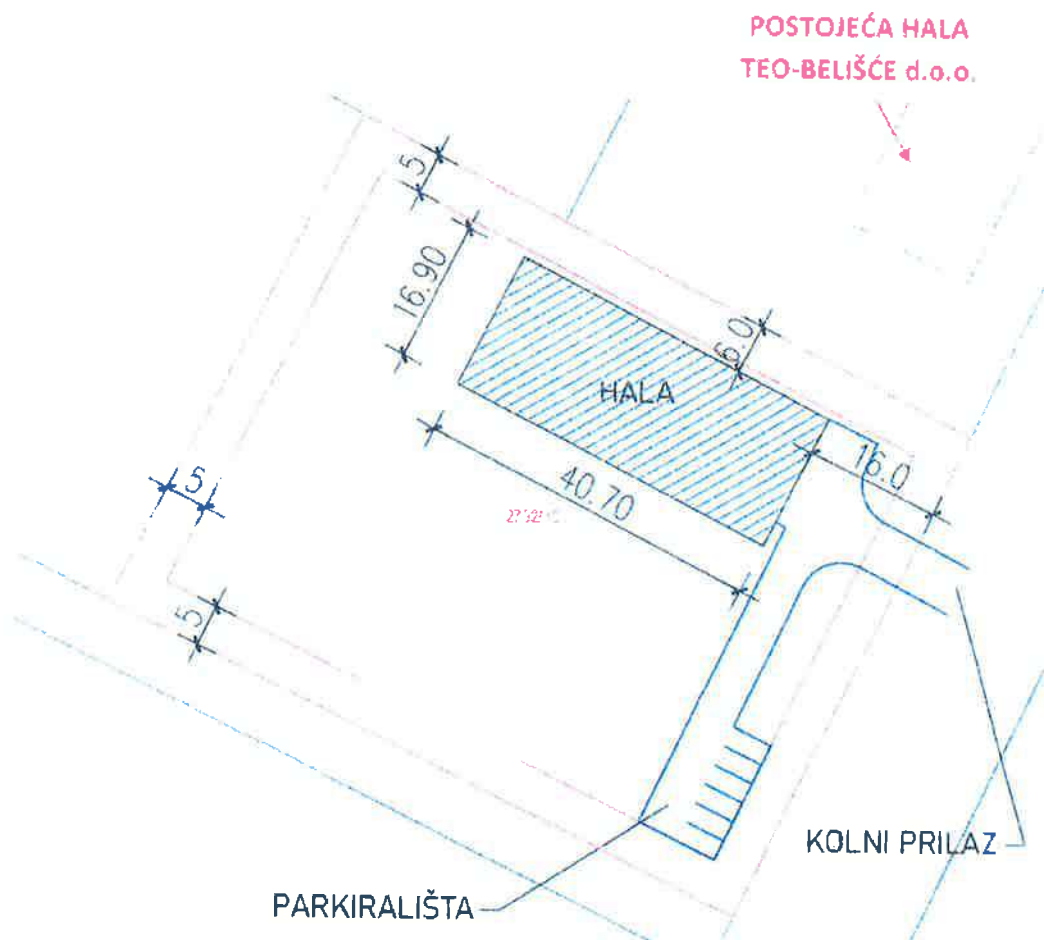 POSTOJEĆA HALA
TEO-BELIŠĆE d.o.o.
5
16.90
6.0
HALA
16.0
40.70
5
5
KOLNI PRILAZ
PARKIRALIŠTA